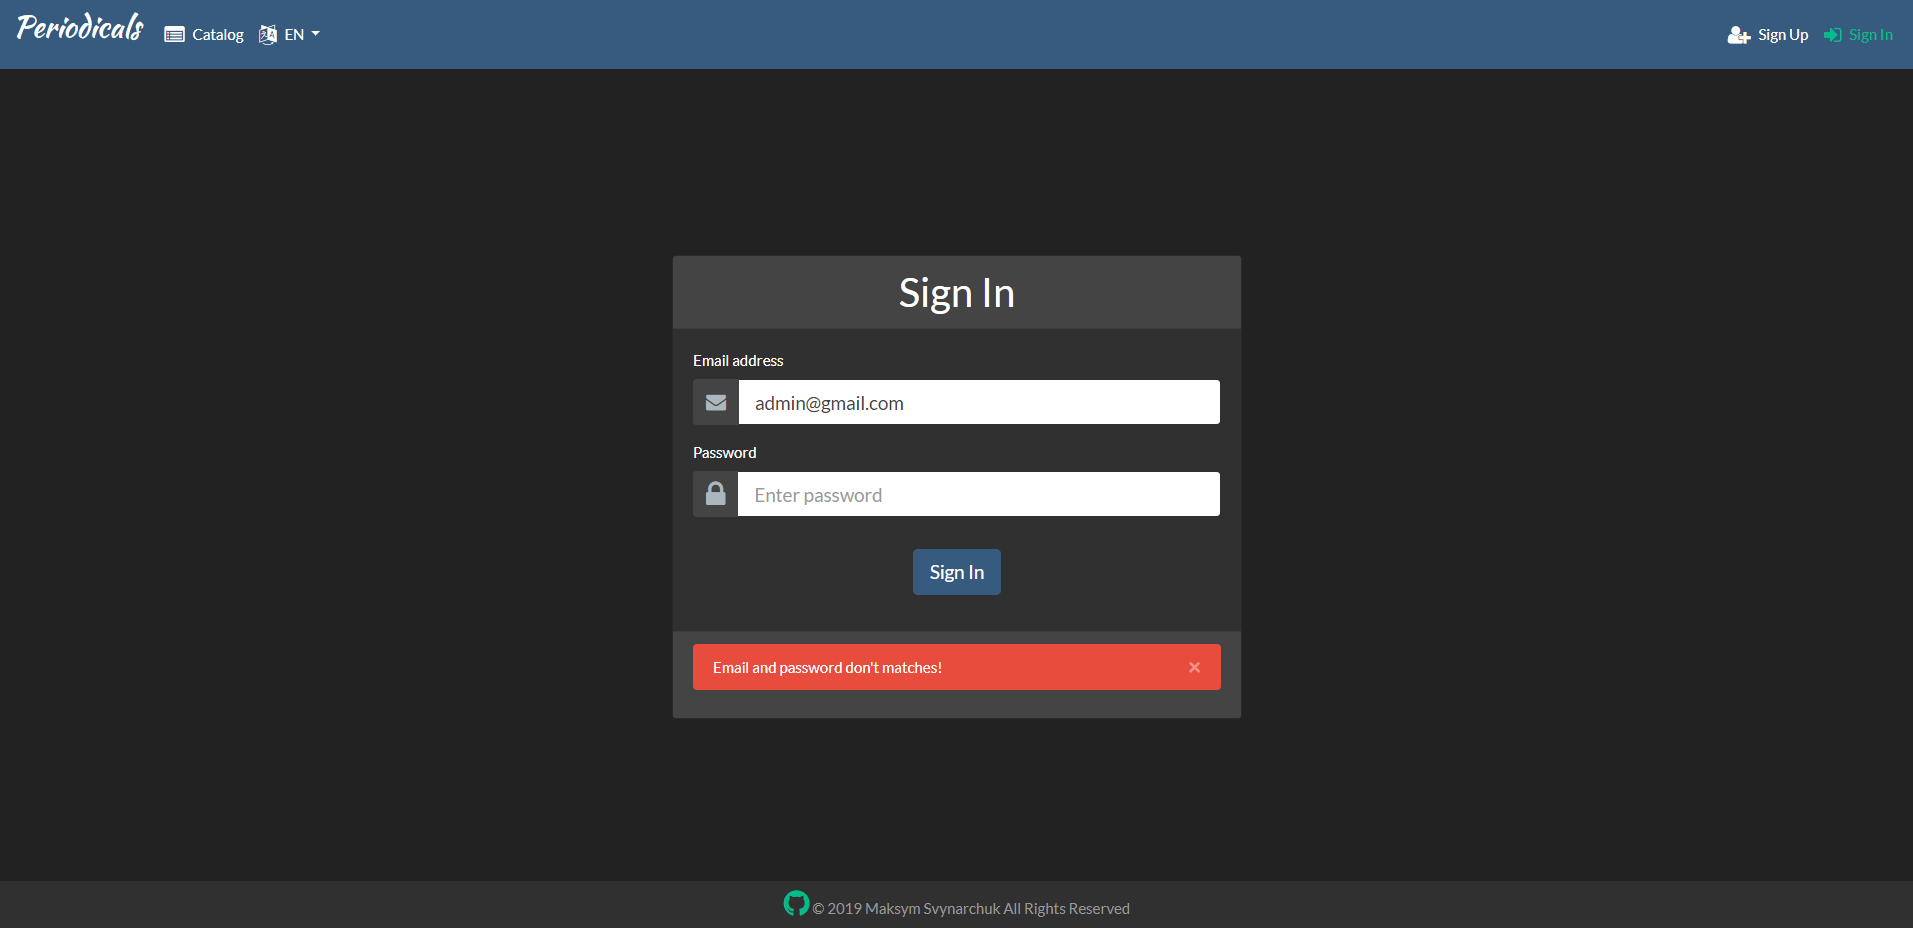 Periodicals Catalog EN Sign Up Sign In
Sign In
Email address
admin@gmail.com
Password
Enter password
Sign In
Email and password don't matches! ×
© 2019 Maksym Svynarchuk All Rights Reserved